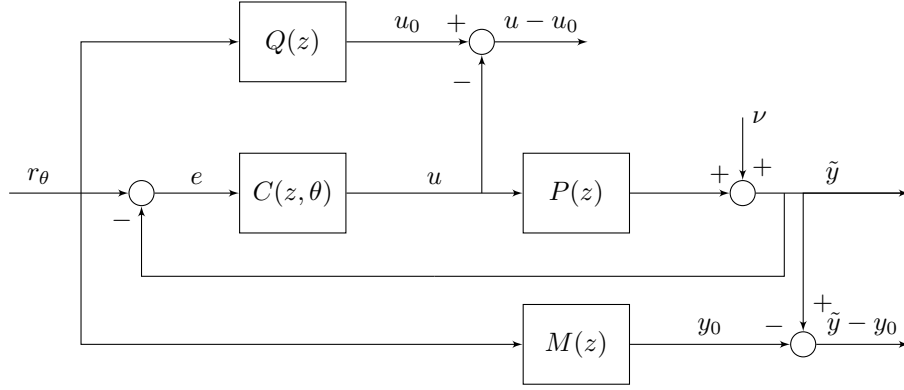 Q(z) u₀ + u − u₀
−
ν
r_θ e C(z, θ) u P(z) + + ỹ
−
+
M(z) y₀ − ỹ − y₀